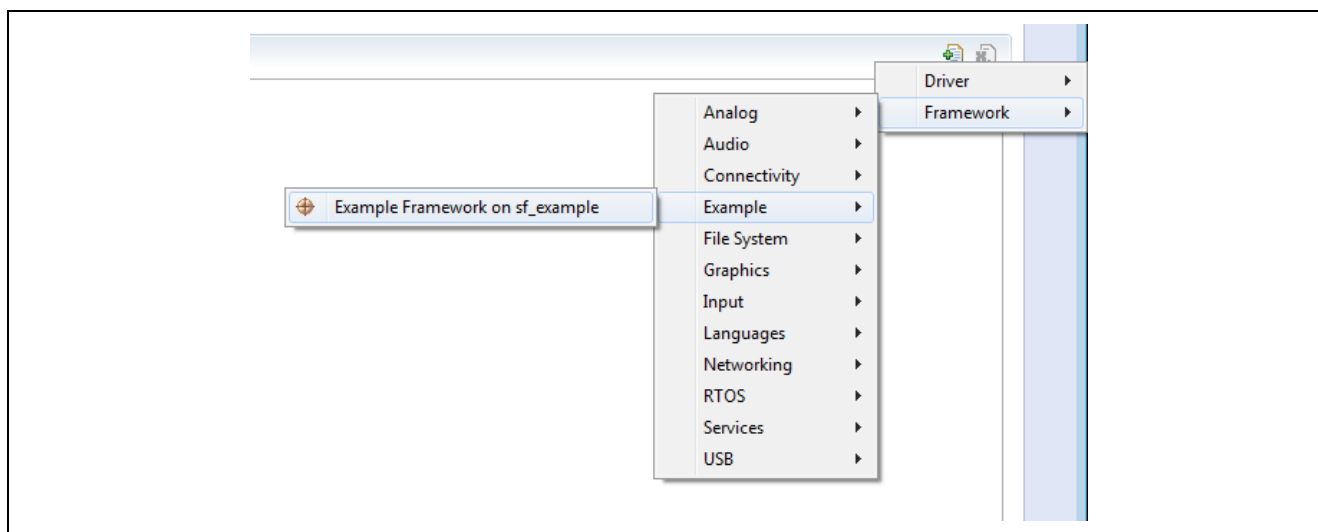 Driver
Framework
Analog
Audio
Connectivity
Example
Example Framework on sf_example
File System
Graphics
Input
Languages
Networking
RTOS
Services
USB